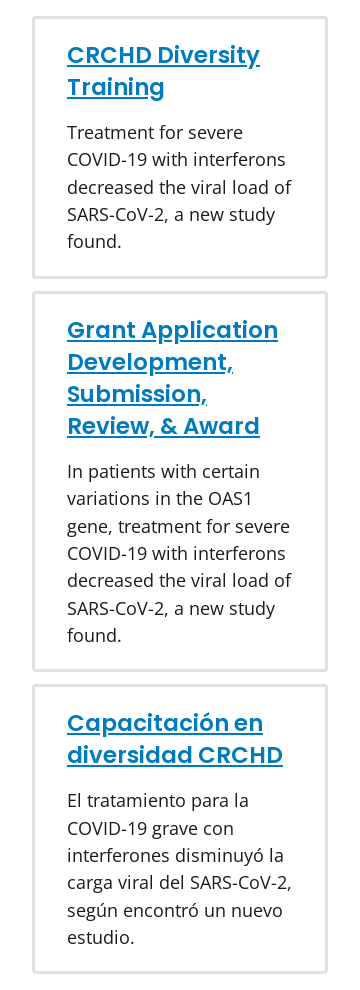 CRCHD Diversity
Training
Treatment for severe
COVID-19 with interferons
decreased the viral load of
SARS-CoV-2, a new study
found.
Grant Application
Development,
Submission,
Review, & Award
In patients with certain
variations in the OAS1
gene, treatment for severe
COVID-19 with interferons
decreased the viral load of
SARS-CoV-2, a new study
found.
Capacitación en
diversidad CRCHD
El tratamiento para la
COVID-19 grave con
interferones disminuyó la
carga viral del SARS-CoV-2,
según encontró un nuevo
estudio.